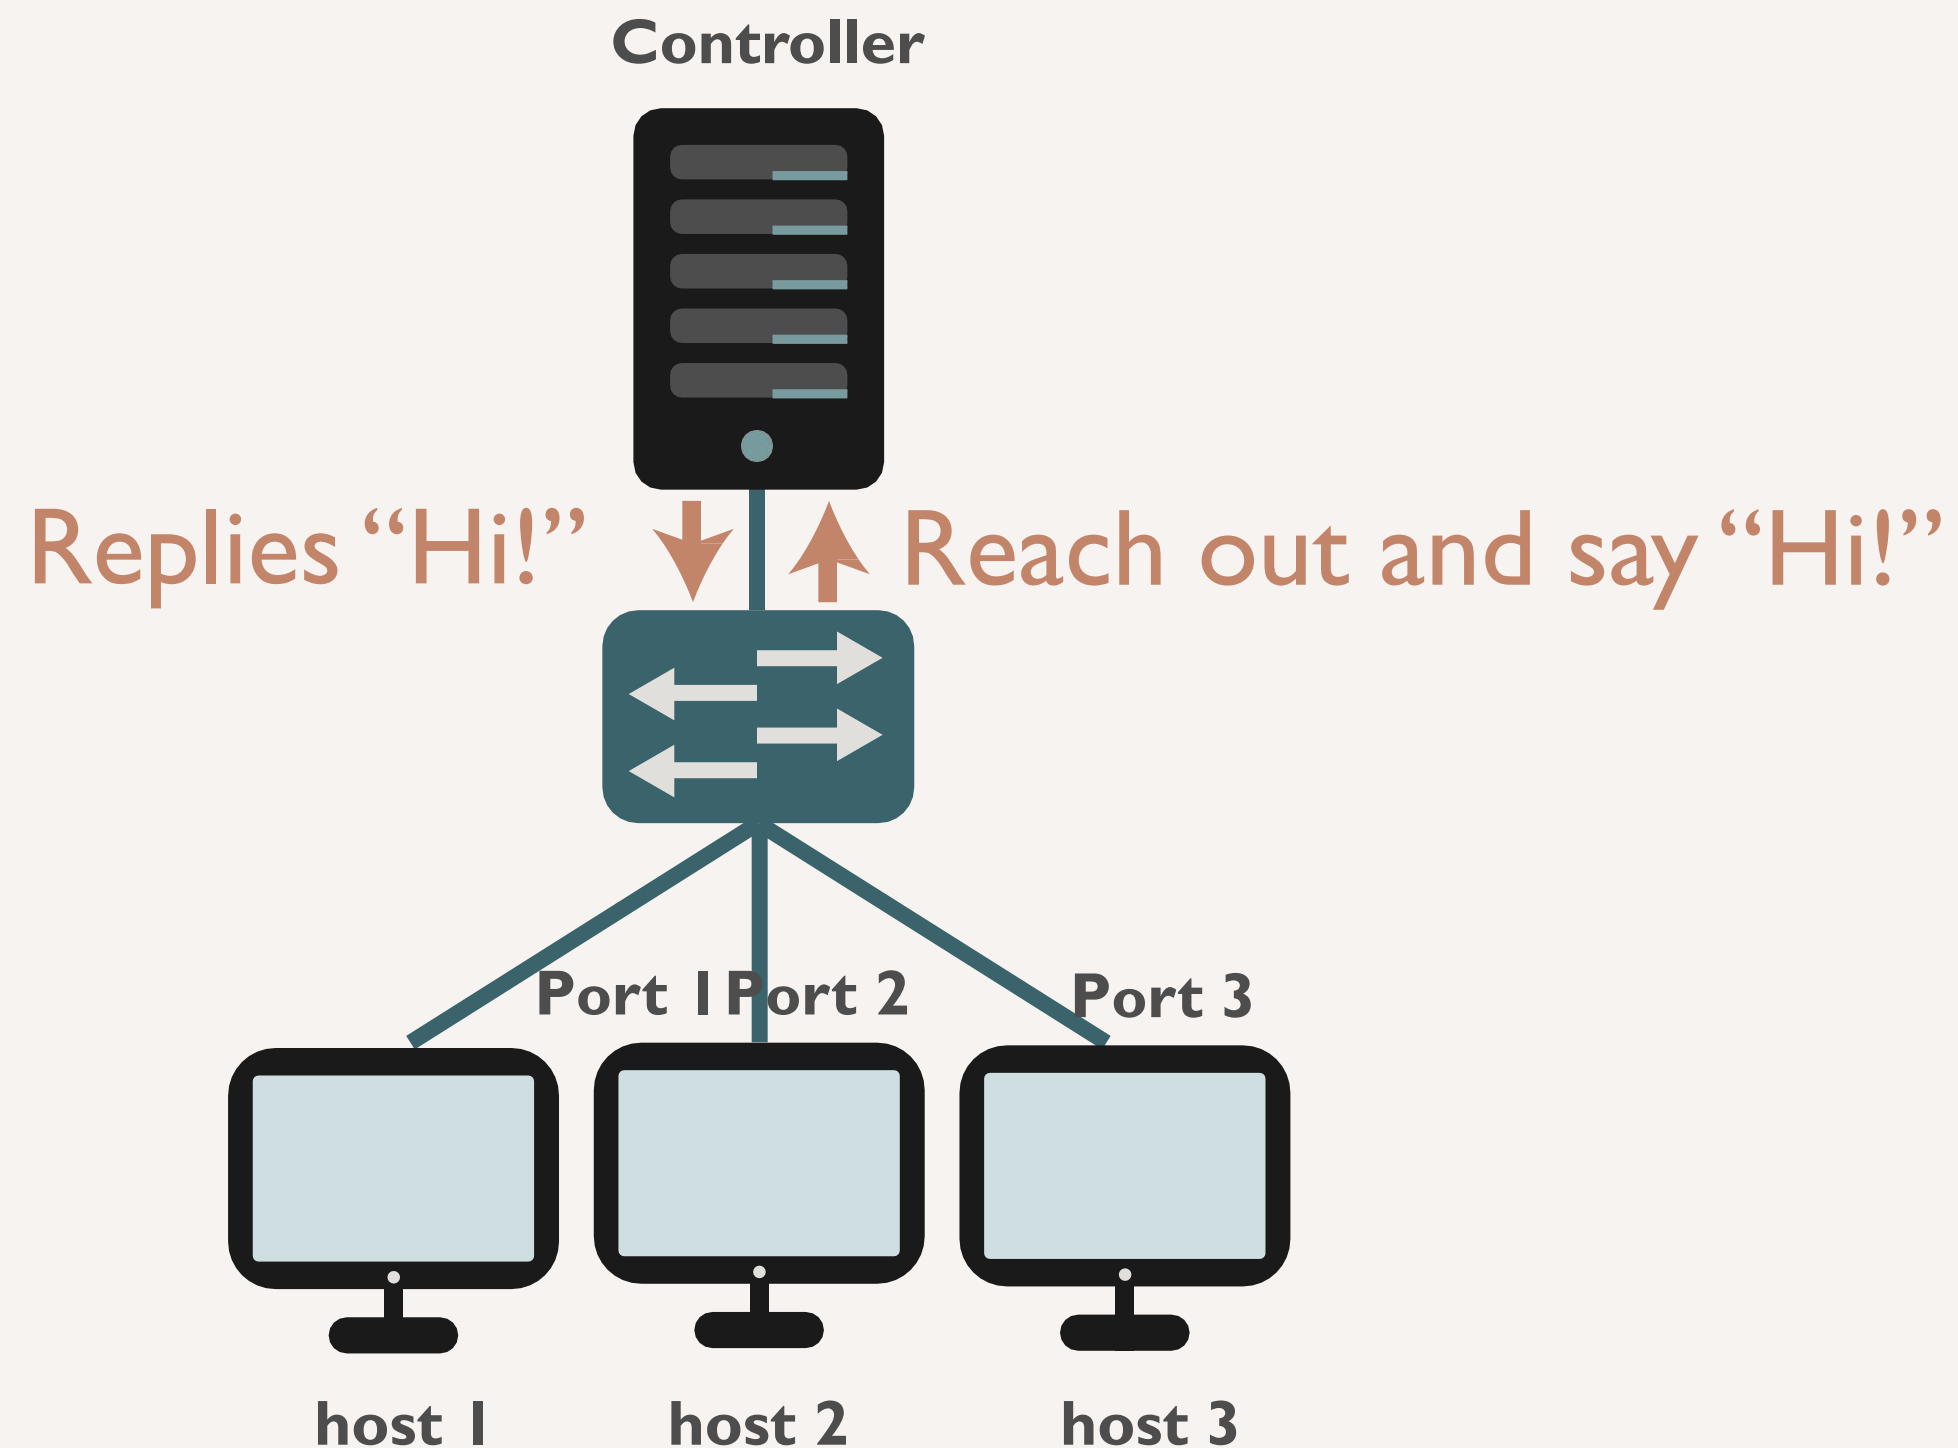 Controller
Replies “Hi!”
Reach out and say “Hi!”
Port 1
Port 2
Port 3
host 1
host 2
host 3